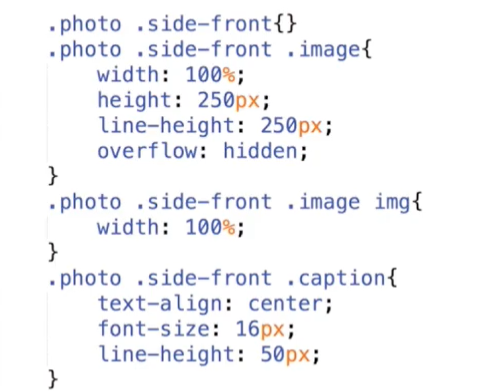 .photo .side-front{}
.photo .side-front .image{
    width: 100%;
    height: 250px;
    line-height: 250px;
    overflow: hidden;
}
.photo .side-front .image img{
    width: 100%;
}
.photo .side-front .caption{
    text-align: center;
    font-size: 16px;
    line-height: 50px;
}